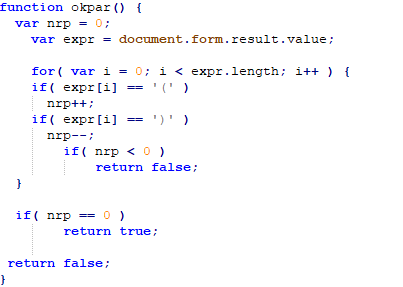 function okpar() {
  var nrp = 0;
    var expr = document.form.result.value;

    for( var i = 0; i < expr.length; i++ ) {
    if( expr[i] == '(' )
      nrp++;
    if( expr[i] == ')' )
      nrp--;
        if( nrp < 0 )
            return false;
  }

  if( nrp == 0 )
        return true;

 return false;
}